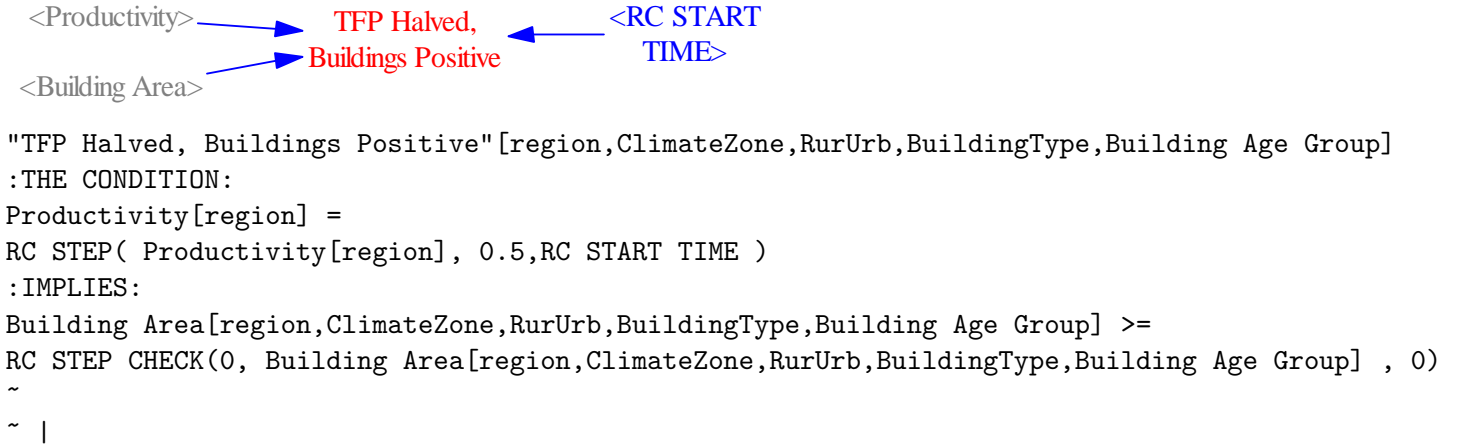 <Productivity>
TFP Halved,
Buildings Positive
<RC START
TIME>
<Building Area>
"TFP Halved, Buildings Positive"[region,ClimateZone,RurUrb,BuildingType,Building Age Group]
:THE CONDITION:
Productivity[region] =
RC STEP( Productivity[region], 0.5,RC START TIME )
:IMPLIES:
Building Area[region,ClimateZone,RurUrb,BuildingType,Building Age Group] >=
RC STEP CHECK(0, Building Area[region,ClimateZone,RurUrb,BuildingType,Building Age Group] , 0)
~
~ |